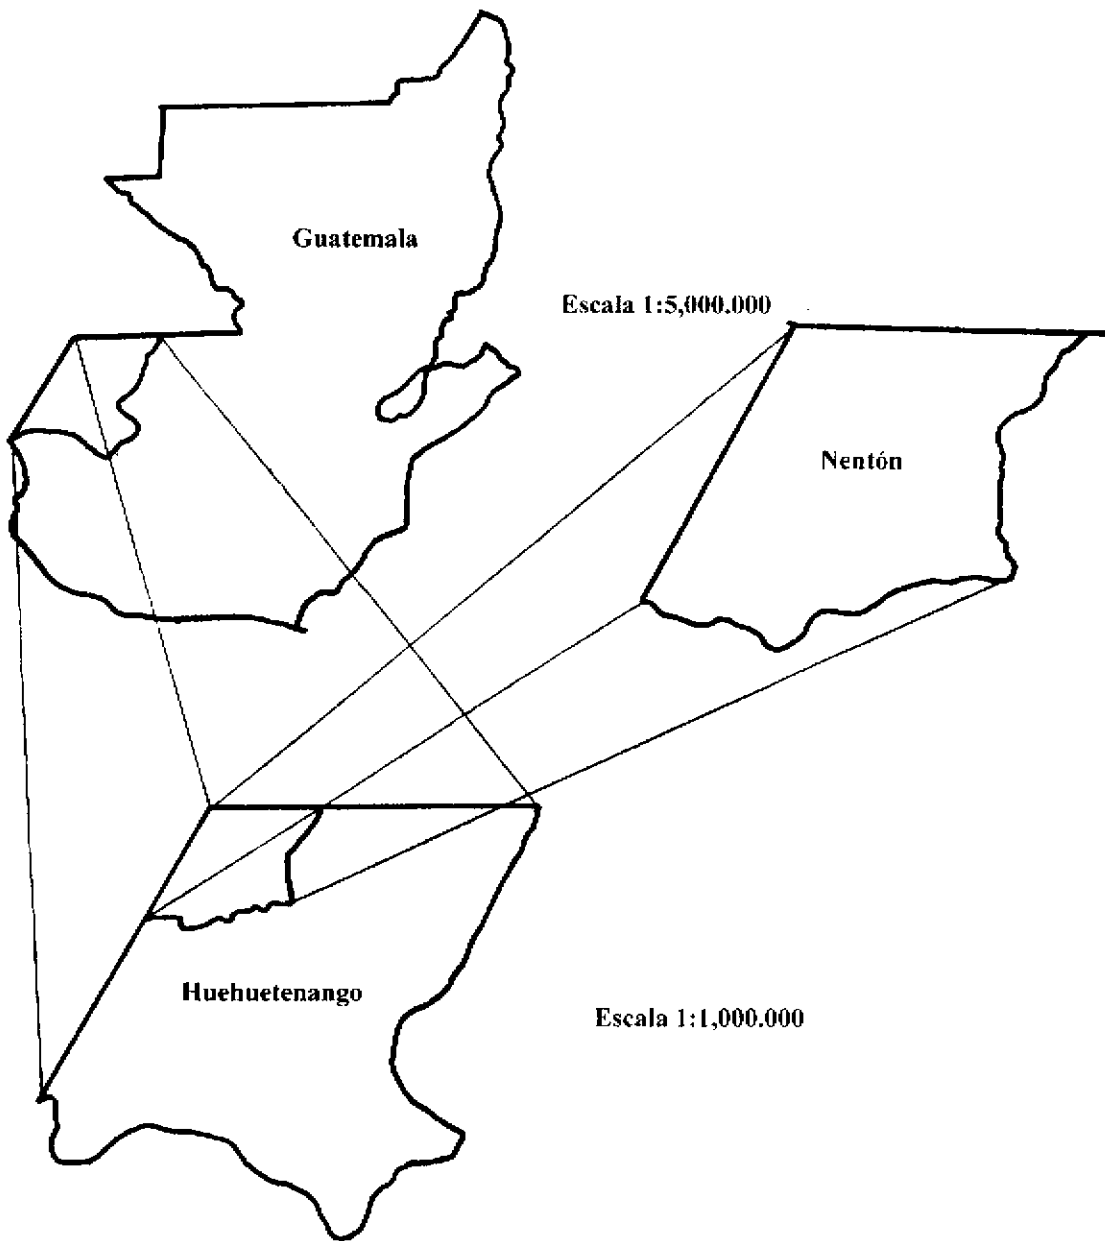 Guatemala
Escala 1:5,000.000
Nentón
Huehuetenango
Escala 1:1,000.000